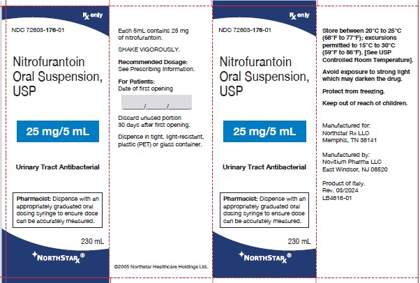 Rx only
NDC 72603-176-01
Nitrofurantoin
Oral Suspension,
USP
25 mg/5 mL
Urinary Tract Antibacterial
Pharmacist: Dispense with an
appropriately graduated oral
dosing syringe to ensure dose
can be accurately measured.
230 mL
NORTHSTAR®
Each 5mL contains 25 mg
of nitrofurantoin.
SHAKE VIGOROUSLY.
Recommended Dosage:
See Prescribing Information.
For Patients:
Date of first opening
____/____/____
Discard unused portion
30 days after first opening.
Dispense in tight, light-resistant,
plastic (PET) or glass container.
©2005 Northstar Healthcare Holdings Ltd.
Rx only
NDC 72603-176-01
Nitrofurantoin
Oral Suspension,
USP
25 mg/5 mL
Urinary Tract Antibacterial
Pharmacist: Dispense with an
appropriately graduated oral
dosing syringe to ensure dose
can be accurately measured.
230 mL
NORTHSTAR®
Store between 20°C to 25°C
(68°F to 77°F); excursions
permitted to 15°C to 30°C
(59°F to 86°F). [See USP
Controlled Room Temperature].
Avoid exposure to strong light
which may darken the drug.
Protect from freezing.
Keep out of reach of children.
Manufactured for:
Northstar Rx LLC
Memphis, TN 38141
Manufactured by:
Novitium Pharma LLC
East Windsor, NJ 08520
Product of Italy.
Rev. 05/2024
LB4616-01